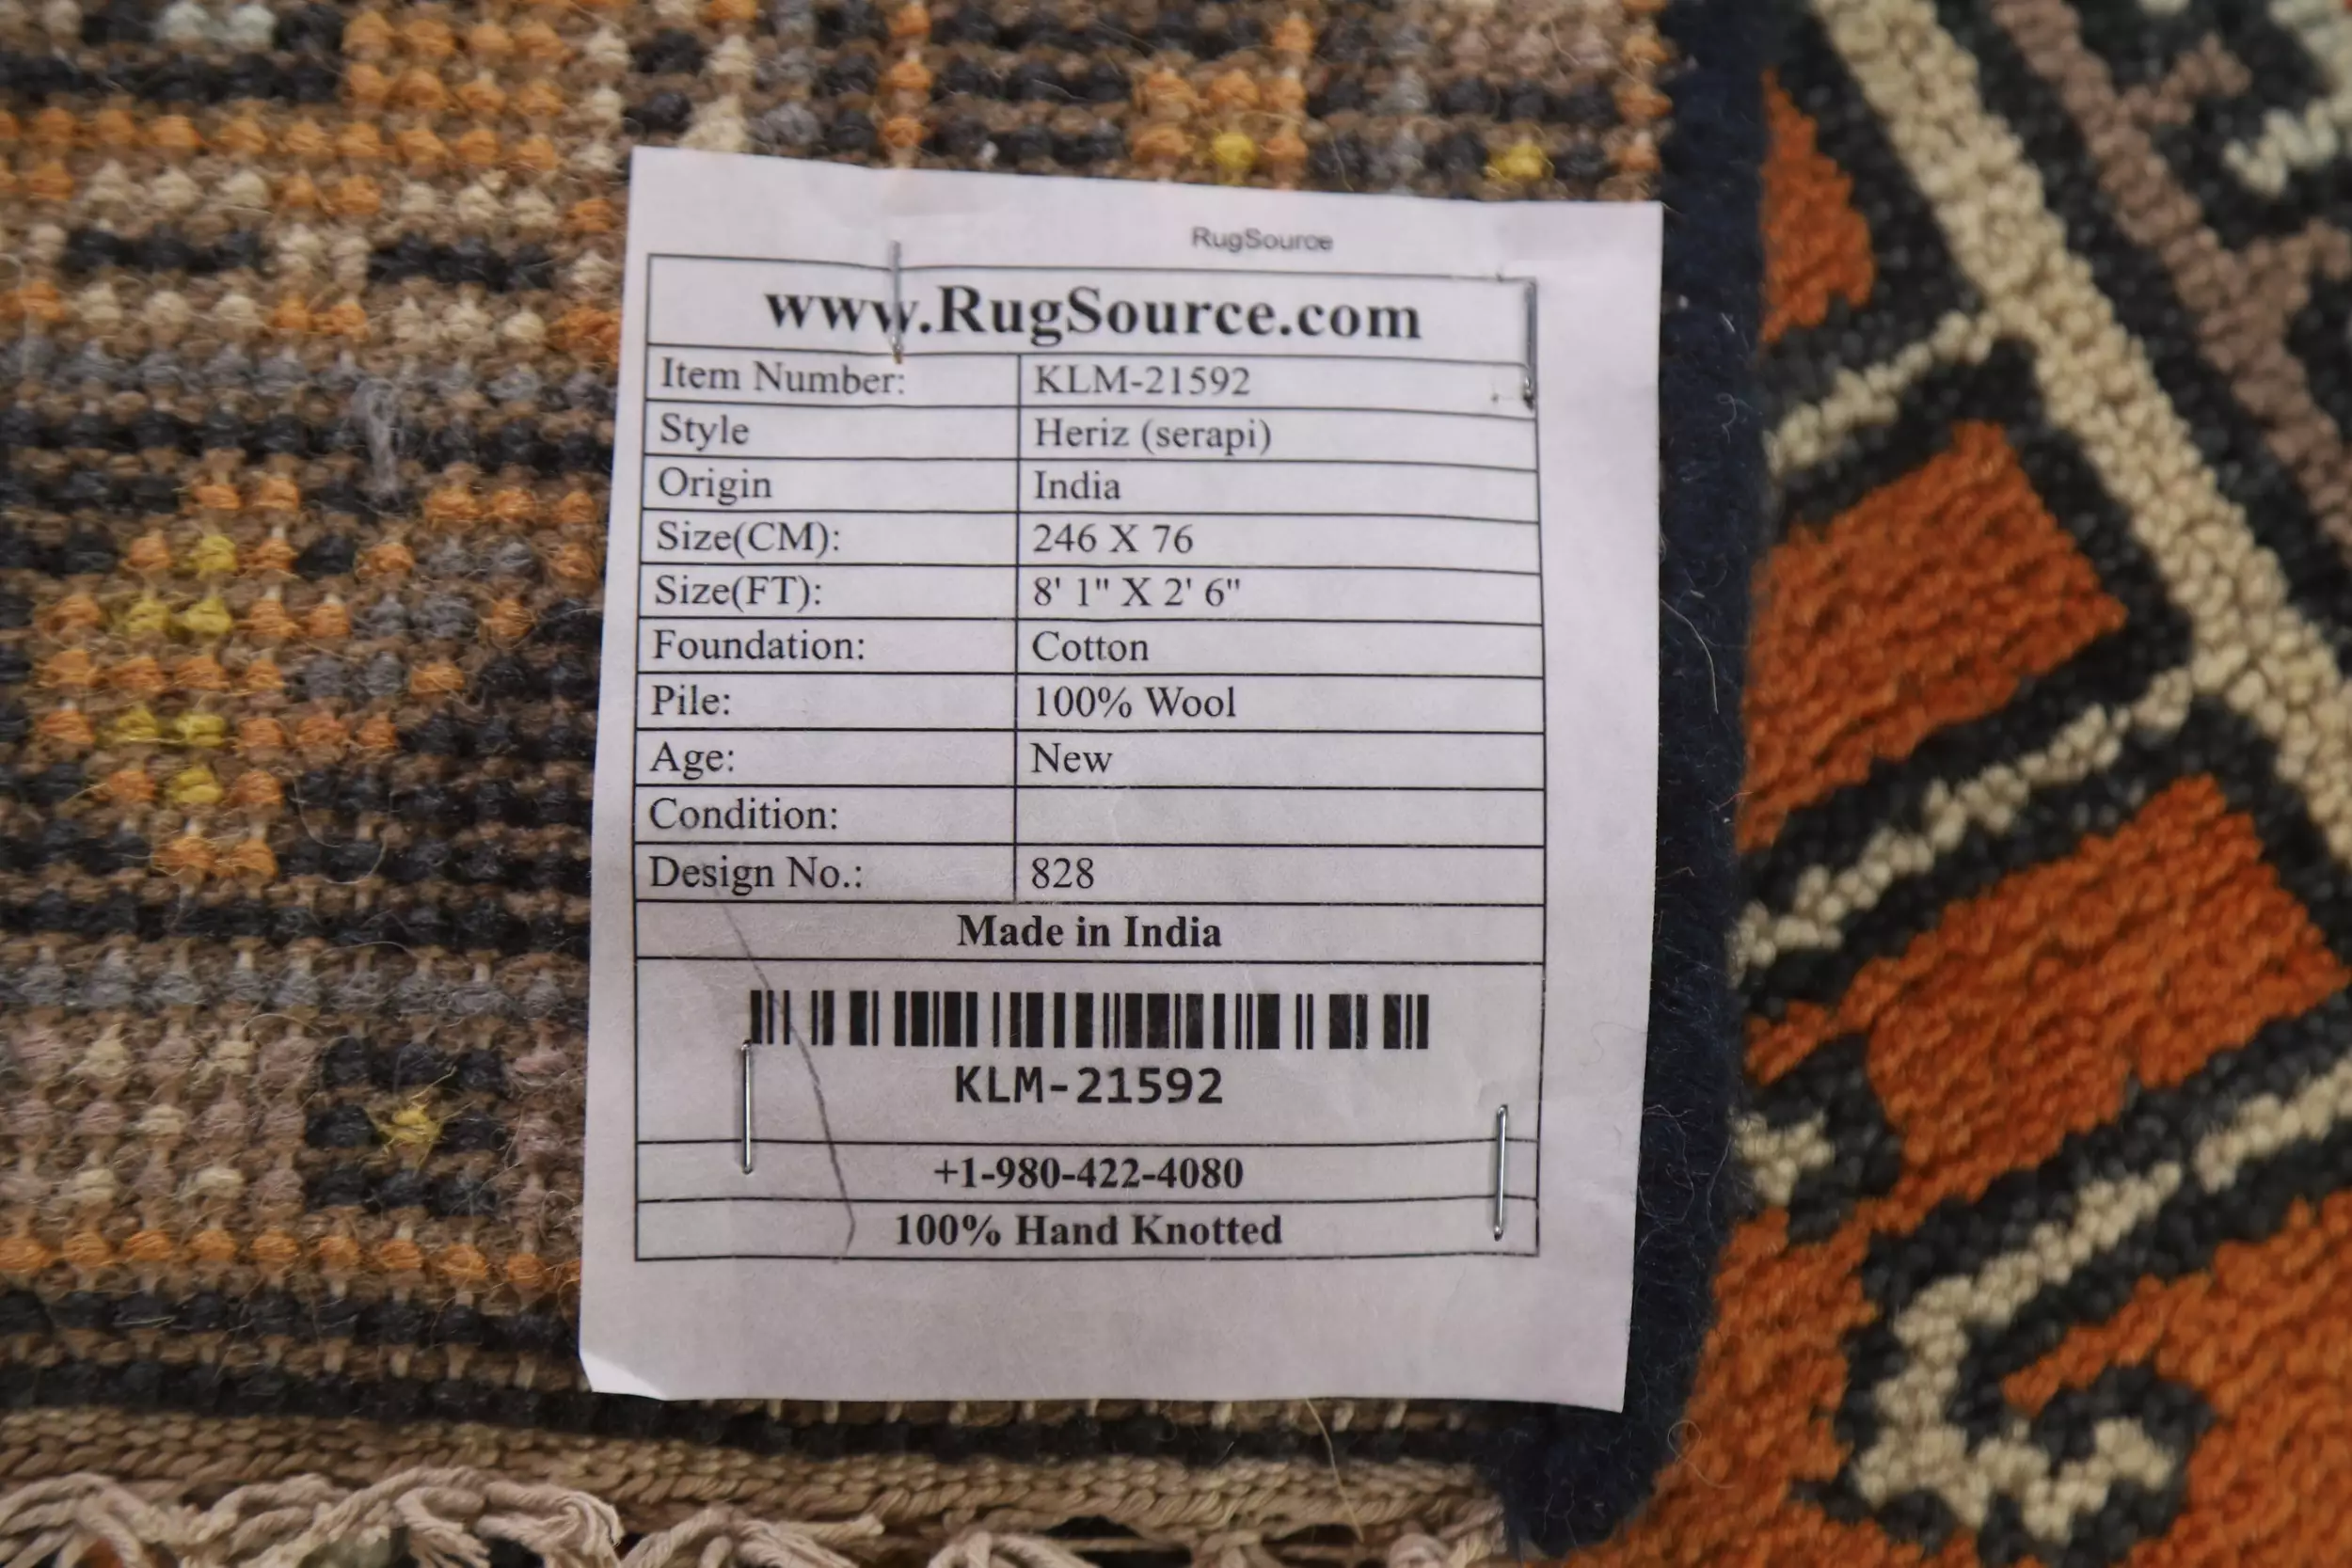 RugSource
www.RugSource.com
Item Number: KLM-21592
Style Heriz (serapi)
Origin India
Size(CM): 246 X 76
Size(FT): 8' 1" X 2' 6"
Foundation: Cotton
Pile: 100% Wool
Age: New
Condition:
Design No.: 828
Made in India
KLM-21592
+1-980-422-4080
100% Hand Knotted